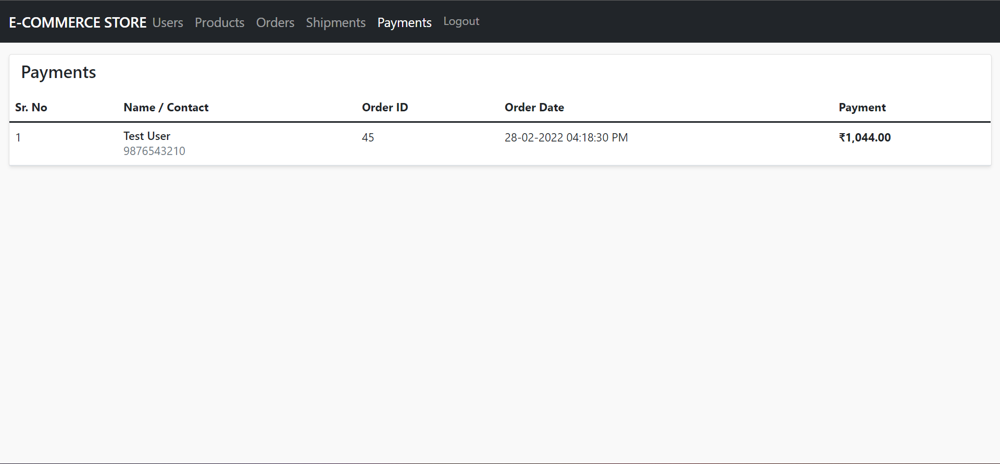 E-COMMERCE STORE Users Products Orders Shipments Payments Logout
Payments
Sr. No Name / Contact Order ID Order Date Payment
1 Test User 45 28-02-2022 04:18:30 PM ₹1,044.00
9876543210